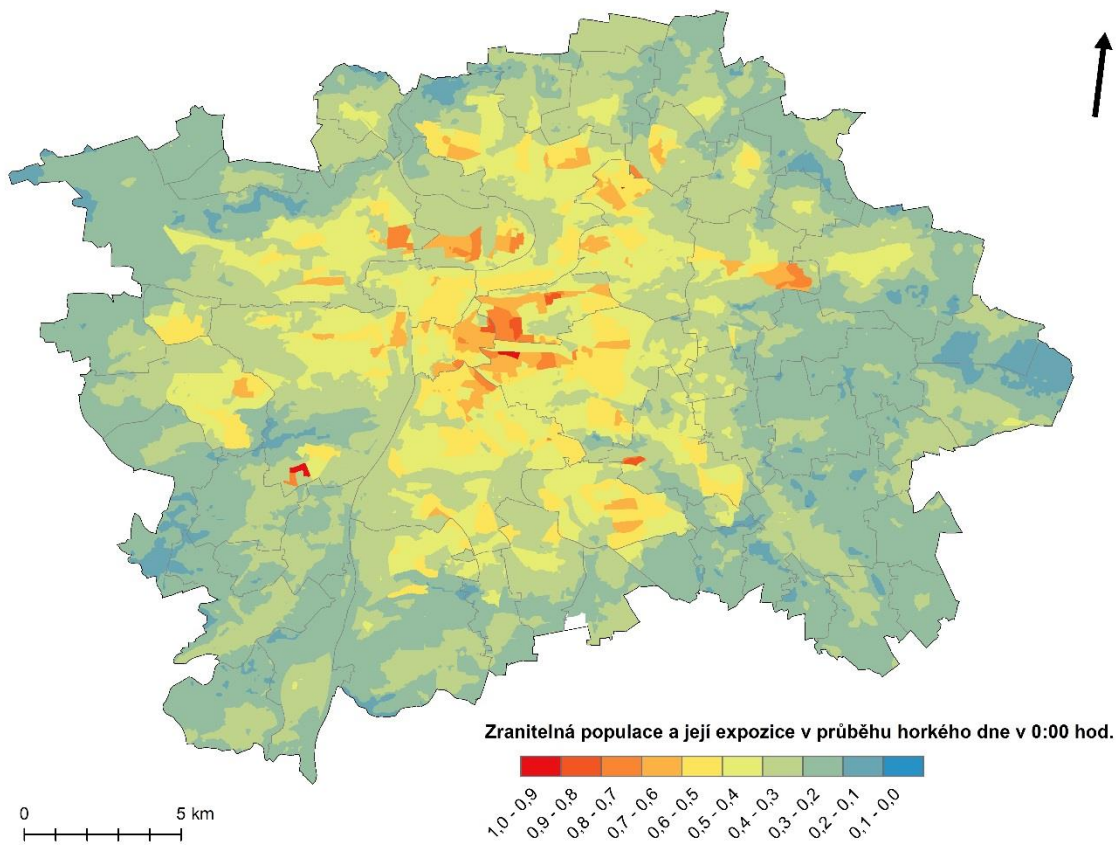 Zranitelná populace a její expozice v průběhu horkého dne v 0:00 hod.
1,0 - 0,9
0,9 - 0,8
0,8 - 0,7
0,7 - 0,6
0,6 - 0,5
0,5 - 0,4
0,4 - 0,3
0,3 - 0,2
0,2 - 0,1
0,1 - 0,0
0 5 km